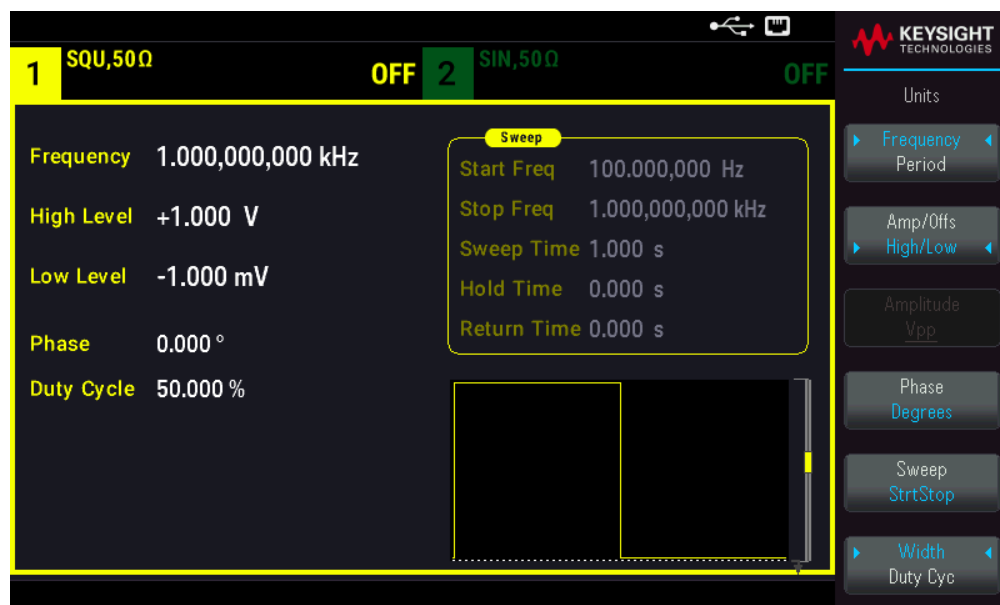 KEYSIGHT
TECHNOLOGIES
1 SQU,50Ω OFF
2 SIN,50Ω OFF
Frequency 1.000,000,000 kHz
High Level +1.000 V
Low Level -1.000 mV
Phase 0.000 °
Duty Cycle 50.000 %
Sweep
Start Freq 100.000,000 Hz
Stop Freq 1.000,000,000 kHz
Sweep Time 1.000 s
Hold Time 0.000 s
Return Time 0.000 s
Units
Frequency
Period
Amp/Offs
High/Low
Amplitude
Vpp
Phase
Degrees
Sweep
StrtStop
Width
Duty Cyc